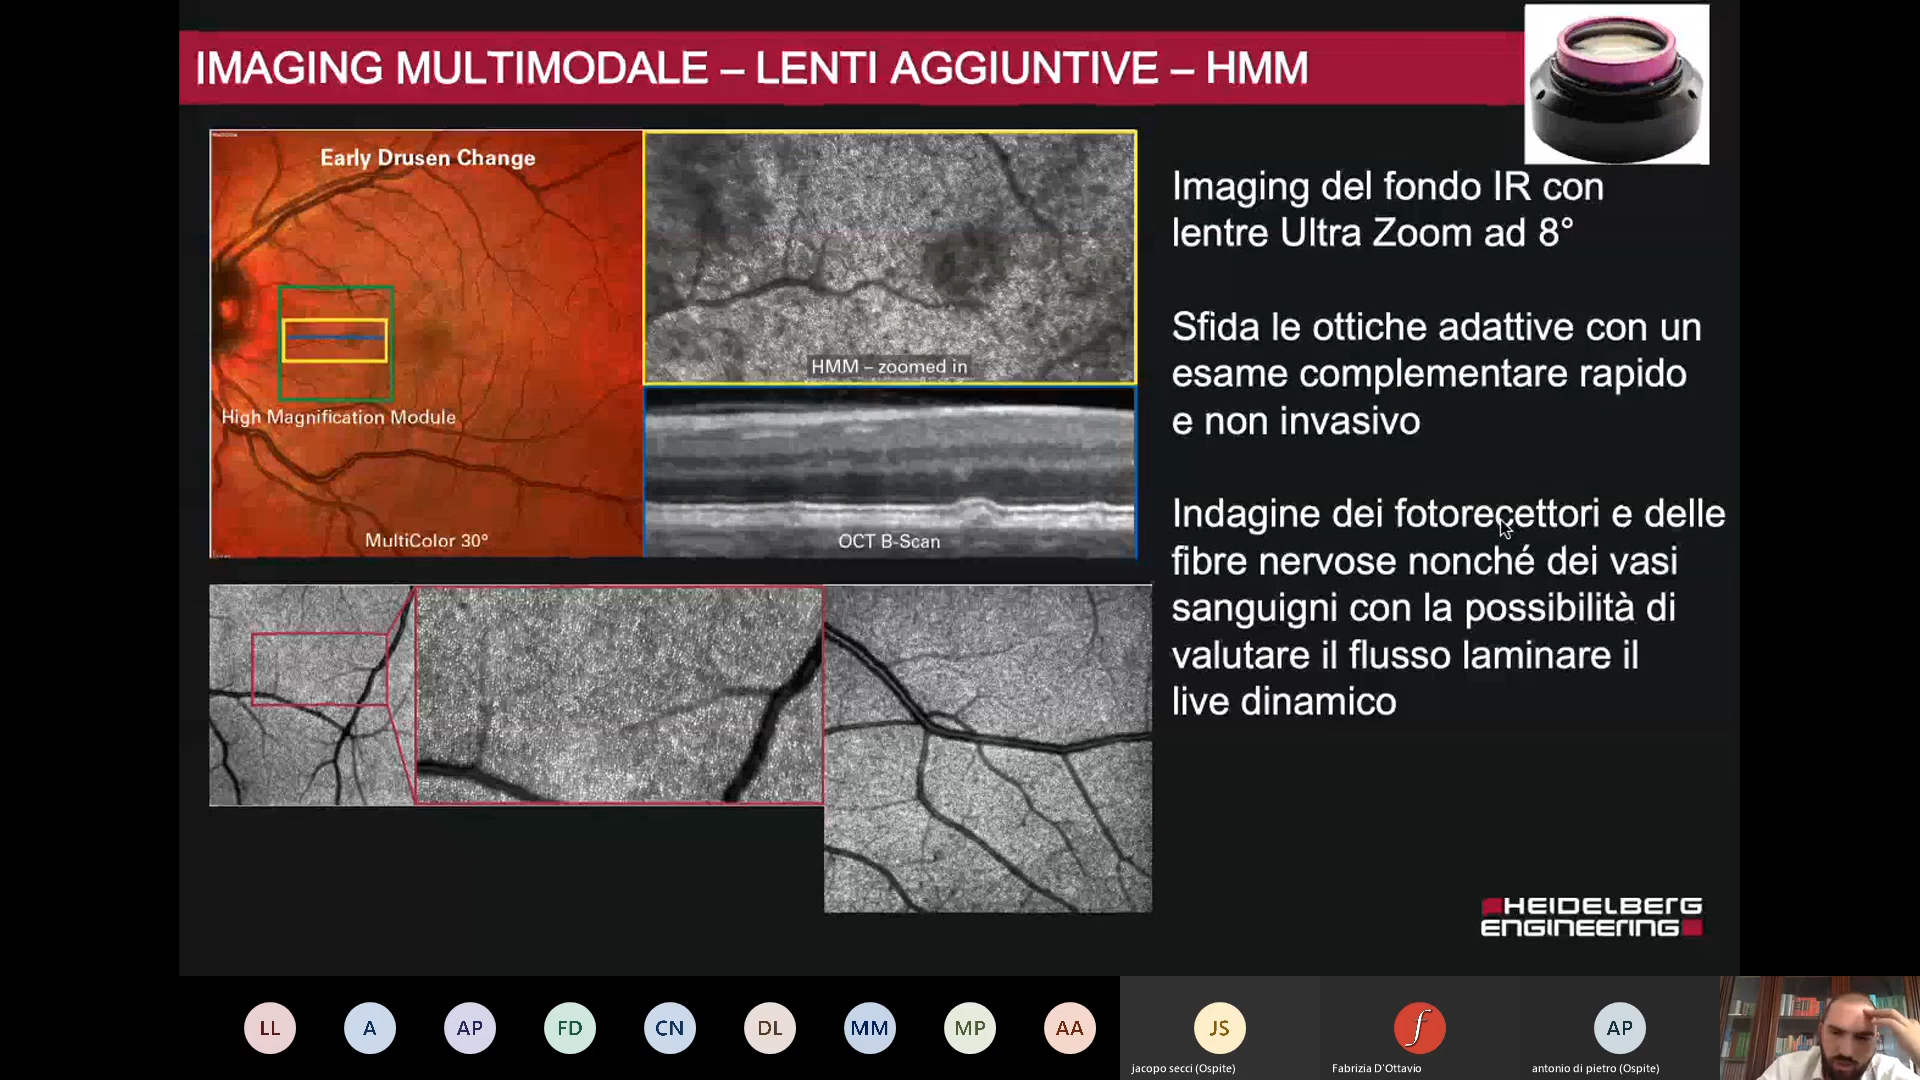 IMAGING MULTIMODALE – LENTI AGGIUNTIVE – HMM
Early Drusen Change
High Magnification Module
MultiColor 30°
HMM – zoomed in
OCT B-Scan
Imaging del fondo IR con
lentre Ultra Zoom ad 8°
Sfida le ottiche adattive con un
esame complementare rapido
e non invasivo
Indagine dei fotorecettori e delle
fibre nervose nonché dei vasi
sanguigni con la possibilità di
valutare il flusso laminare il
live dinamico
HEIDELBERG
ENGINEERING
LL
A
AP
FD
CN
DL
MM
MP
AA
JS
jacopo secci (Ospite)
f
Fabrizia D'Ottavio
AP
antonio di pietro (Ospite)